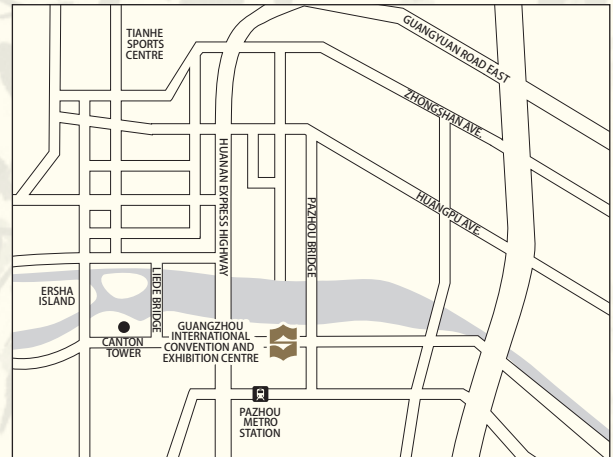 TIANHE
SPORTS
CENTRE
GUANGYUAN ROAD EAST
ZHONGSHAN AVE.
HUANGPU AVE.
HUANAN EXPRESS HIGHWAY
PAZHOU BRIDGE
LIEDE BRIDGE
ERSHA
ISLAND
CANTON
TOWER
GUANGZHOU
INTERNATIONAL
CONVENTION AND
EXHIBITION CENTRE
PAZHOU
METRO
STATION